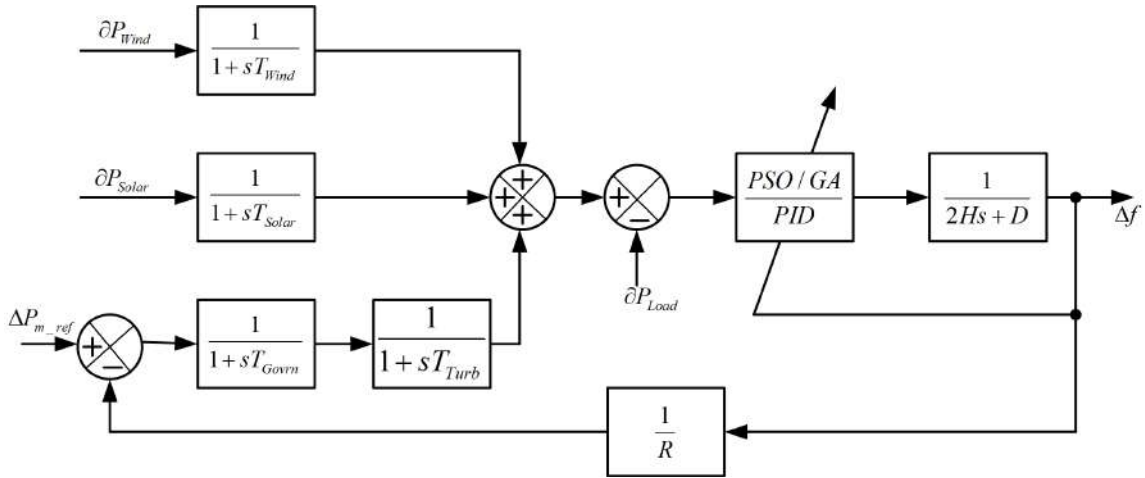 ∂P_Wind
1
1 + sT_Wind
∂P_Solar
1
1 + sT_Solar
+
+
+
+
−
PSO / GA
PID
1
2Hs + D
Δf
∂P_Load
ΔP_m_ref
+
−
1
1 + sT_Govrn
1
1 + sT_Turb
1
R